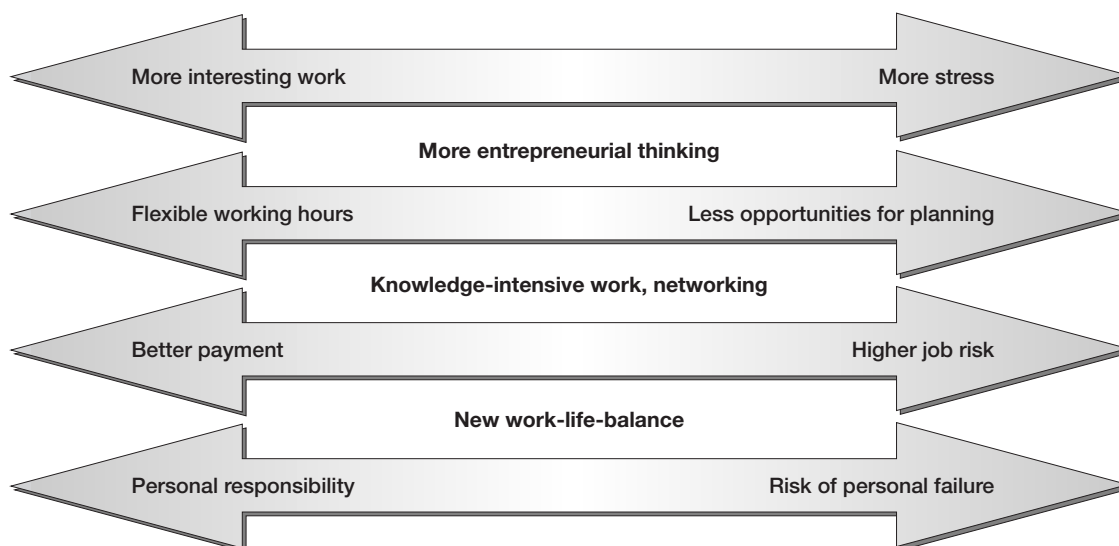 More interesting work
More stress
More entrepreneurial thinking
Flexible working hours
Less opportunities for planning
Knowledge-intensive work, networking
Better payment
Higher job risk
New work-life-balance
Personal responsibility
Risk of personal failure